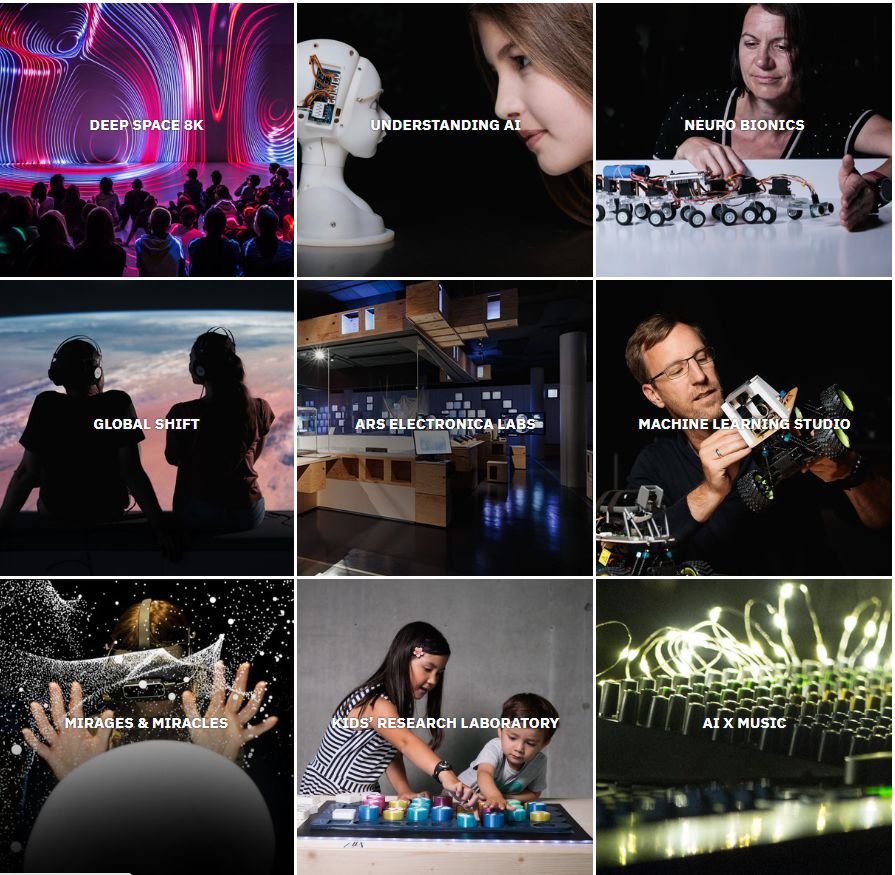 DEEP SPACE 8K
UNDERSTANDING AI
NEURO BIONICS
GLOBAL SHIFT
ARS ELECTRONICA LABS
MACHINE LEARNING STUDIO
MIRAGES & MIRACLES
KIDS' RESEARCH LABORATORY
AI X MUSIC